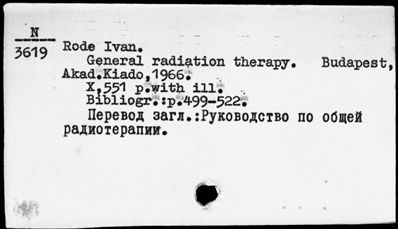 N
3619
Rode Ivan.
General radiation therapy. Budapest,
Akad.Kiado,1966.
X,551 p.with ill.
Bibliogr.:p.499-522.
Перевод загл.:Руководство по общей
радиотерапии.